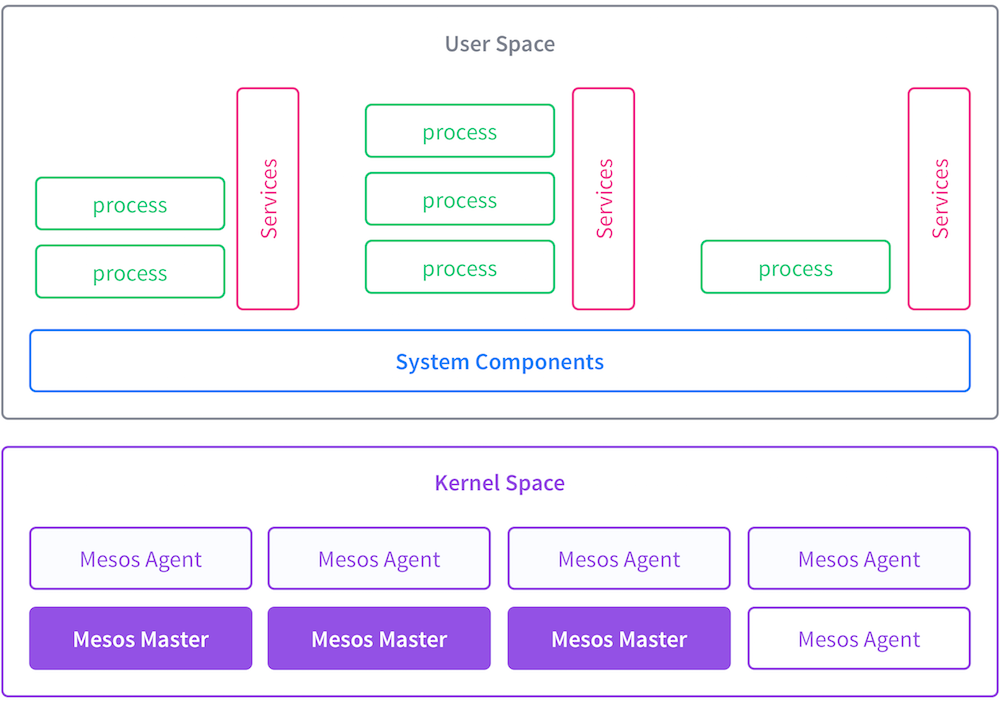 User Space
process
process
Services
process
process
process
Services
process
Services
System Components
Kernel Space
Mesos Agent
Mesos Agent
Mesos Agent
Mesos Agent
Mesos Master
Mesos Master
Mesos Master
Mesos Agent